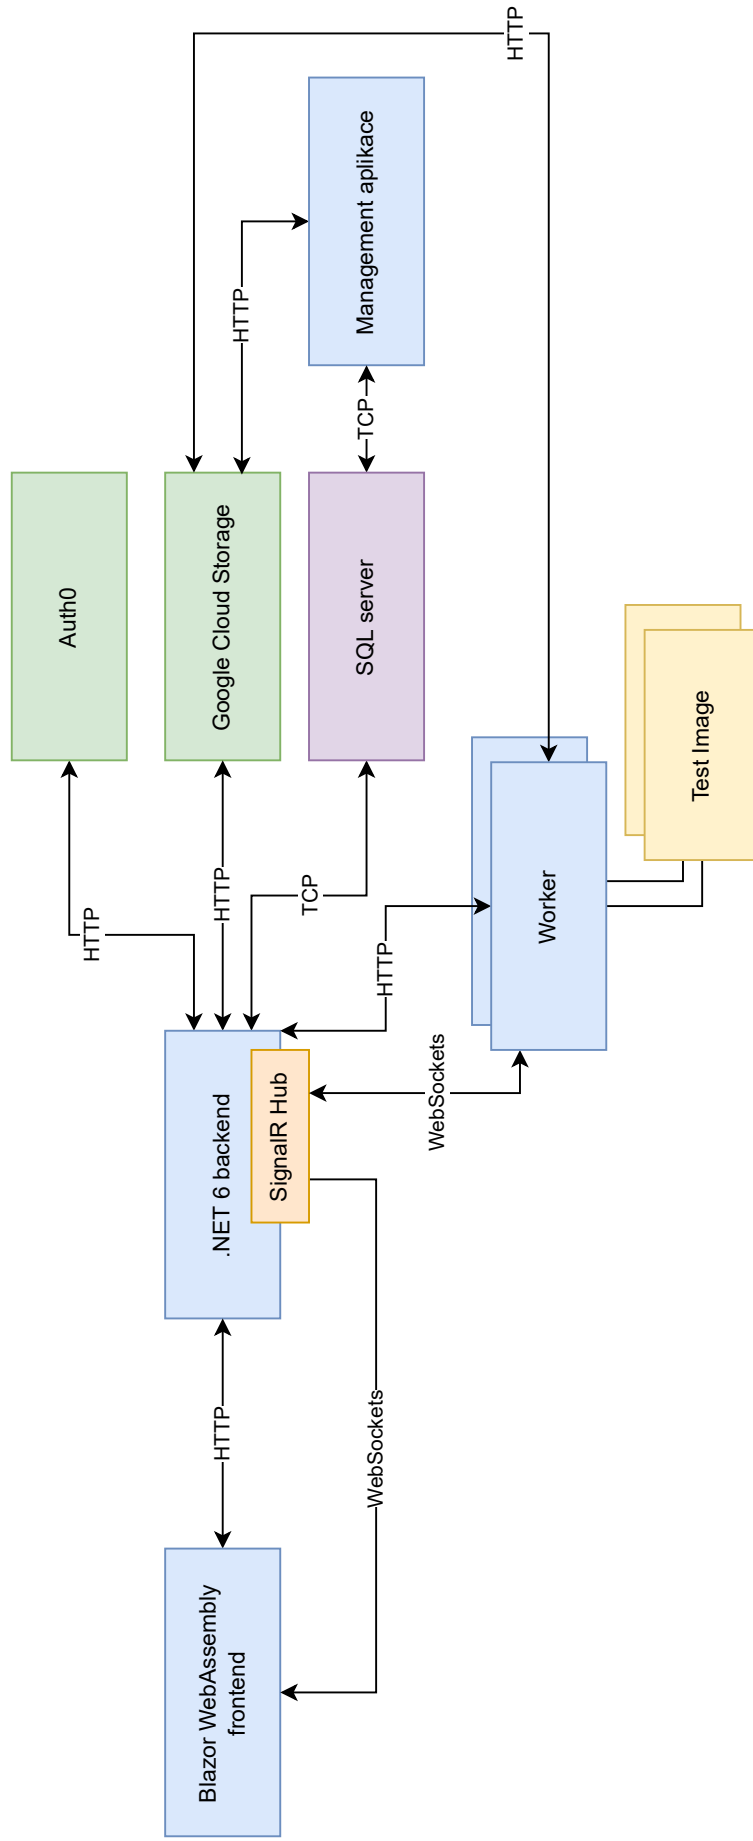 Auth0
HTTP
Blazor WebAssembly
frontend
HTTP
.NET 6 backend
HTTP
Google Cloud Storage
HTTP
HTTP
SignalR Hub
TCP
SQL server
TCP
Management aplikace
WebSockets
HTTP
WebSockets
Worker
Test Image